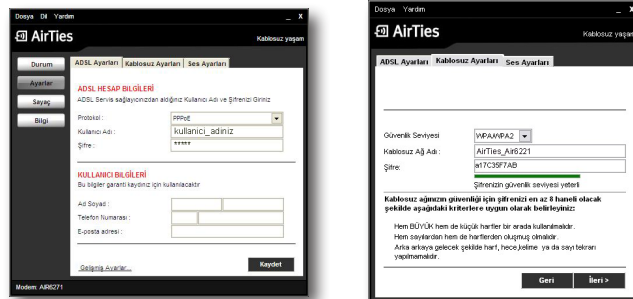 Dosya Dil Yardım
_ X
AirTies
Kablosuz yaşam
Durum
Ayarlar
Sayaç
Bilgi
ADSL Ayarları Kablosuz Ayarları Ses Ayarları
ADSL HESAP BİLGİLERİ
ADSL Servis sağlayıcınızdan aldığınız Kullanıcı Adı ve Şifrenizi Giriniz
Protokol : PPPoE
Kullanıcı Adı : kullanici_adiniz
Şifre : *****
KULLANICI BİLGİLERİ
Bu bilgiler garanti kaydınız için kullanılacaktır
Ad Soyad :
Telefon Numarası :
E-posta adresi :
Gelişmiş Ayarlar...
Kaydet
Modem: AIR6271
Dosya Yardım
_ X
AirTies
Kablosuz yaşam
ADSL Ayarları Kablosuz Ayarları Ses Ayarları
Güvenlik Seviyesi WPA/WPA2
Kablosuz Ağ Adı : AirTies_Air6221
Şifre: a17C35F7AB
Şifrenizin güvenlik seviyesi yeterli
Kablosuz ağınızın güvenliği için şifrenizi en az 8 haneli olacak
şekilde aşağıdaki kriterlere uygun olarak belirleyiniz:
Hem BÜYÜK hem de küçük harfler bir arada kullanılmalıdır.
Hem sayılardan hem de harflerden oluşmuş olmalıdır.
Arka arkaya gelecek şekilde harf, hece,kelime ya da sayı tekrarı
yapılmamalıdır.
Geri
İleri >